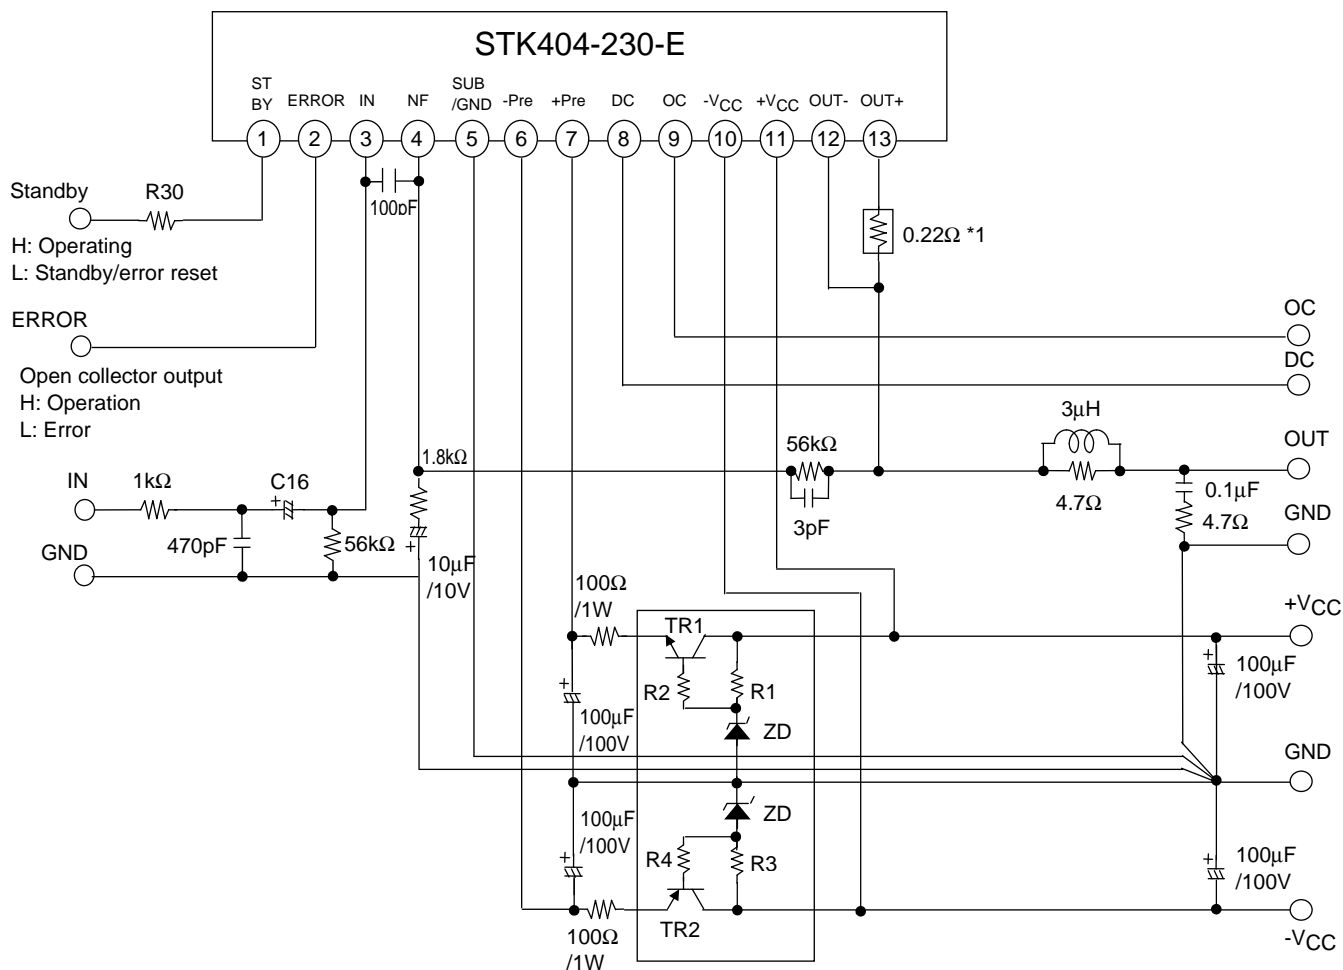 STK404-230-E
ST
BY
ERROR
IN
NF
SUB
/GND
-Pre
+Pre
DC
OC
-VCC
+VCC
OUT-
OUT+
1
2
3
4
5
6
7
8
9
10
11
12
13
Standby
R30
100pF
0.22Ω *1
H: Operating
L: Standby/error reset
ERROR
OC
DC
Open collector output
H: Operation
L: Error
3μH
56kΩ
OUT
1.8kΩ
IN
1kΩ
C16
+
4.7Ω
0.1μF
4.7Ω
GND
3pF
470pF
56kΩ
+
GND
10μF
/10V
100Ω
/1W
TR1
+VCC
+
100μF
/100V
R2
R1
+
100μF
/100V
ZD
GND
ZD
100μF
/100V
+
R4
R3
+
100μF
/100V
TR2
100Ω
/1W
-VCC